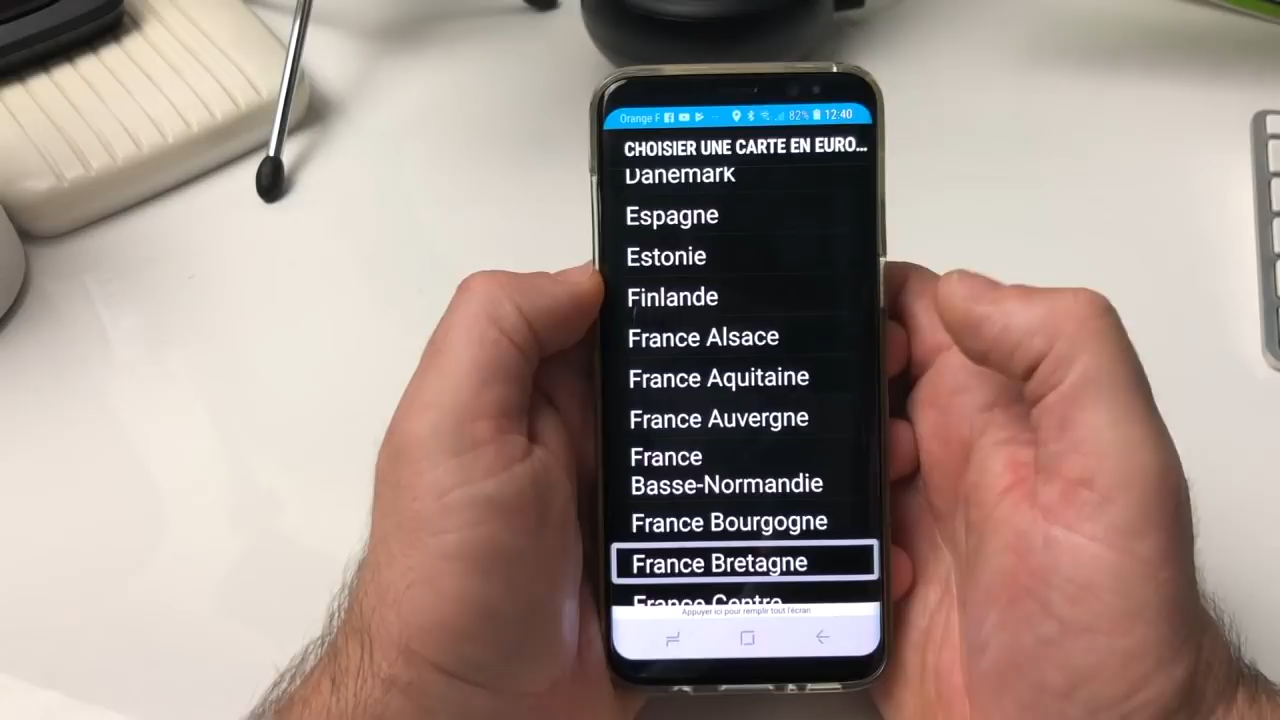 Orange F 82% 12:40
CHOISIER UNE CARTE EN EURO...
Danemark
Espagne
Estonie
Finlande
France Alsace
France Aquitaine
France Auvergne
France
Basse-Normandie
France Bourgogne
France Bretagne
France Centre
Appuyer ici pour remplir tout l'écran